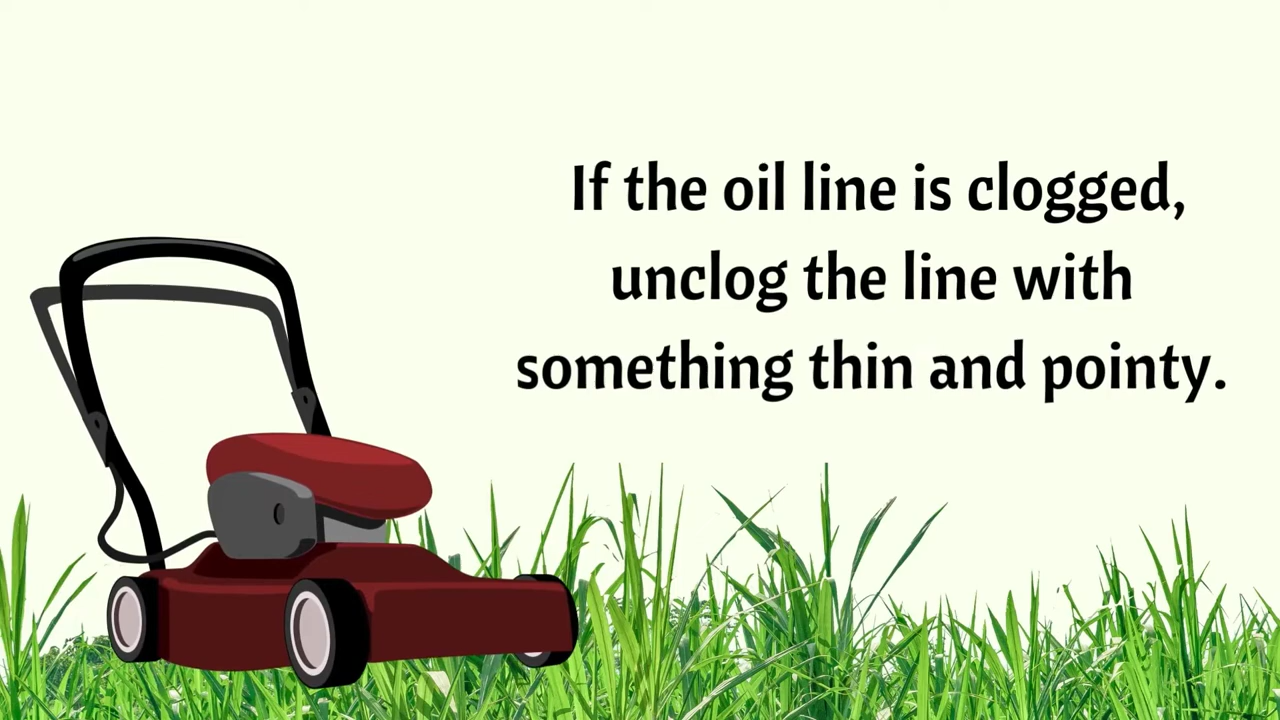 If the oil line is clogged,
unclog the line with
something thin and pointy.